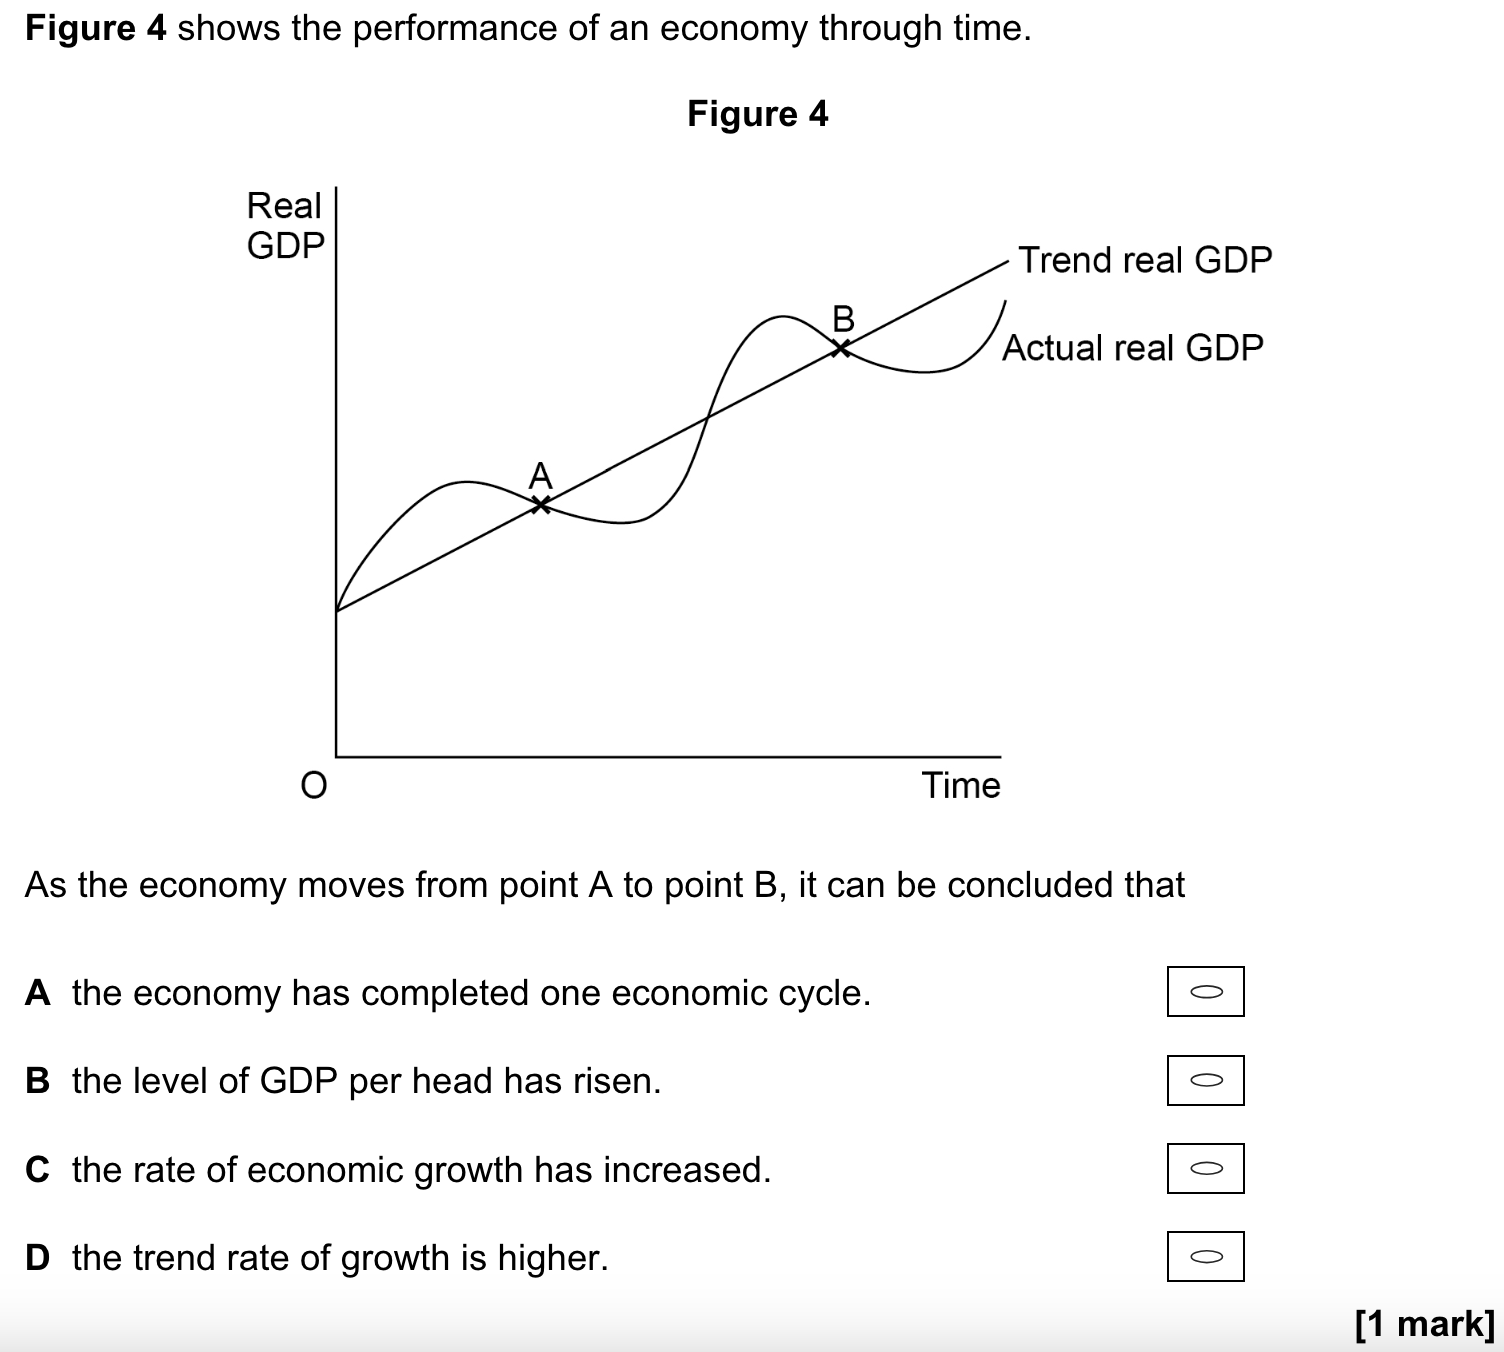 Figure 4 shows the performance of an economy through time.
Figure 4
Real
GDP
Trend real GDP
B
Actual real GDP
A
O
Time
As the economy moves from point A to point B, it can be concluded that
A the economy has completed one economic cycle.
B the level of GDP per head has risen.
C the rate of economic growth has increased.
D the trend rate of growth is higher.
[1 mark]